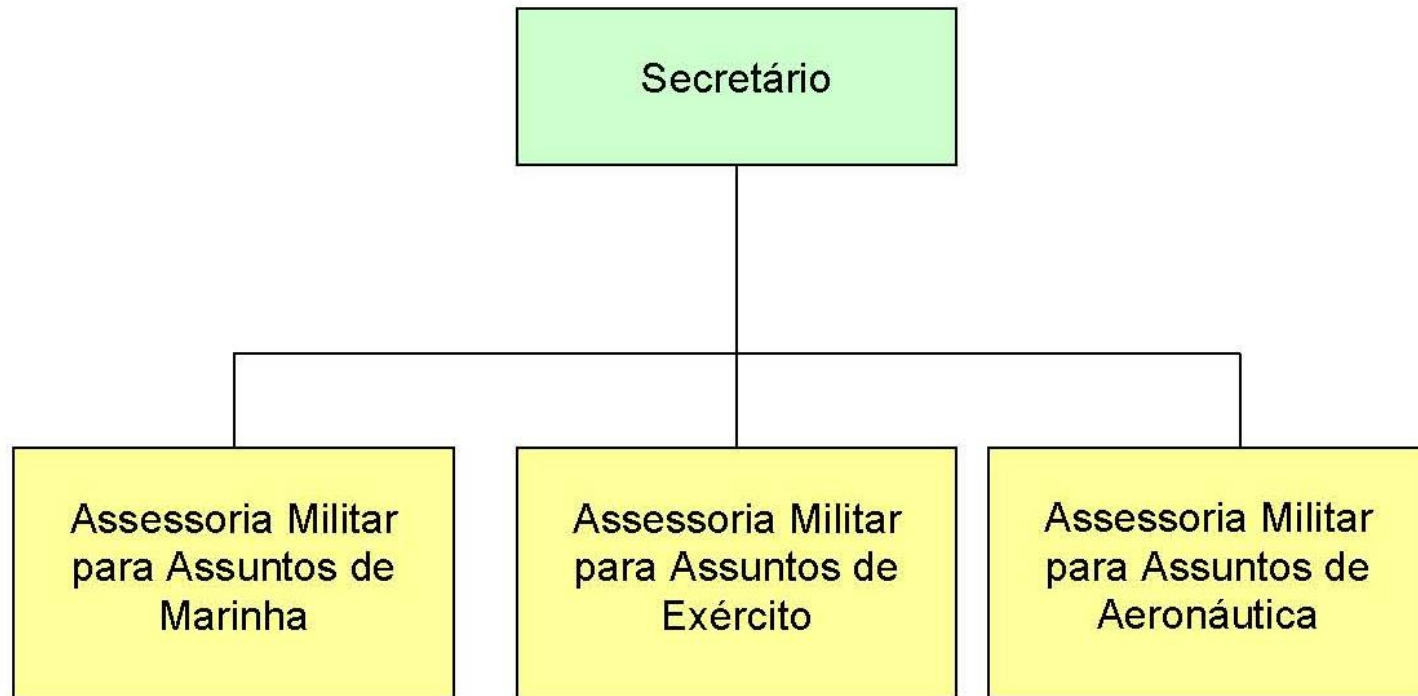 Secretário
Assessoria Militar
para Assuntos de
Marinha
Assessoria Militar
para Assuntos de
Exército
Assessoria Militar
para Assuntos de
Aeronáutica